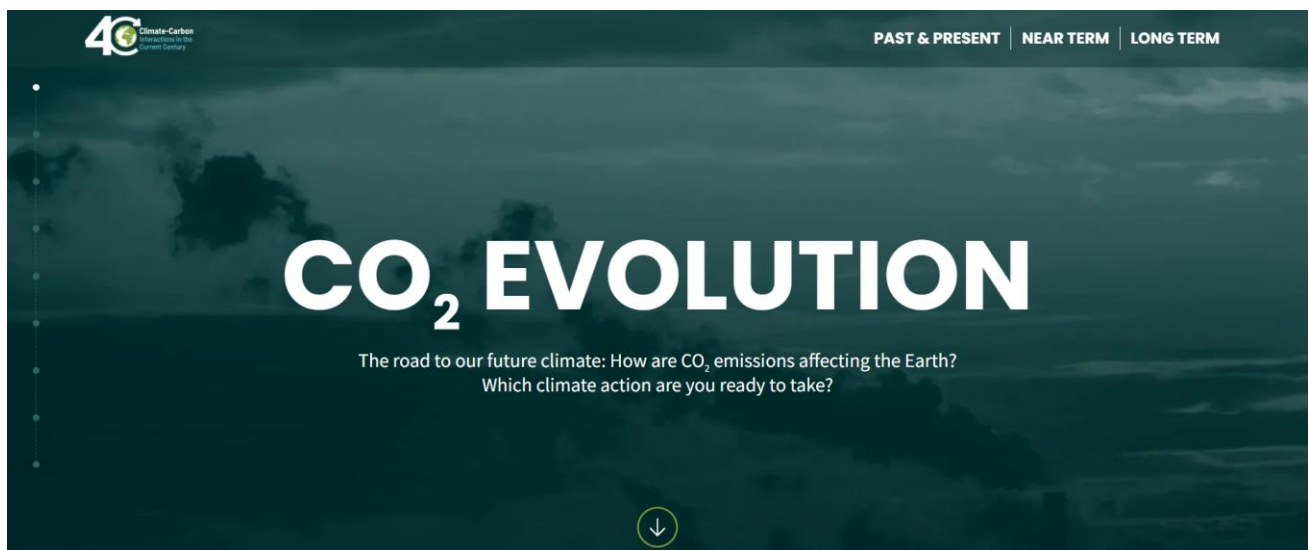 4C
Climate-Carbon
Interactions in the
Current Century
PAST & PRESENT | NEAR TERM | LONG TERM
CO₂ EVOLUTION
The road to our future climate: How are CO₂ emissions affecting the Earth?
Which climate action are you ready to take?